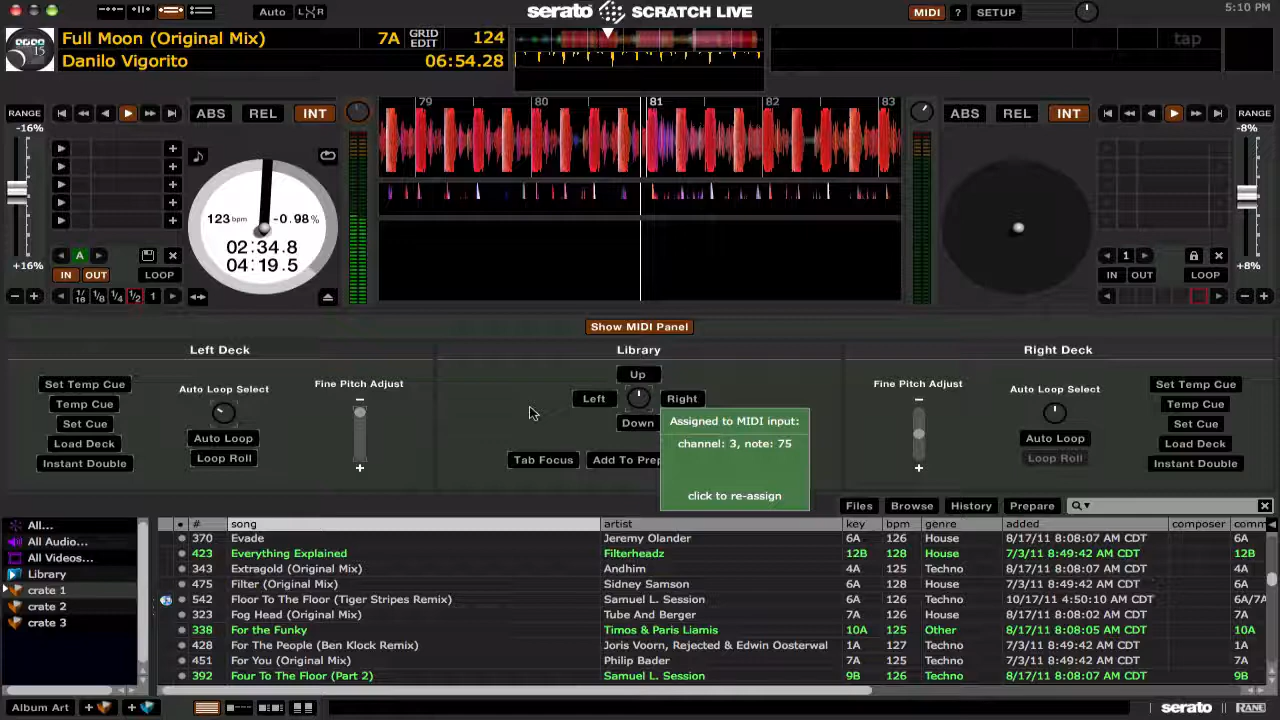 Auto
L R
serato SCRATCH LIVE
MIDI
?
SETUP
5:10 PM
Full Moon (Original Mix)
7A
GRID EDIT
124
Danilo Vigorito
06:54.28
tap
RANGE
-16%
+16%
ABS
REL
INT
79
80
81
82
83
ABS
REL
INT
RANGE
-8%
+8%
123 bpm
-0.98%
02:34.8
04:19.5
A
IN
OUT
LOOP
1/16 1/8 1/4 1/2 1
1
IN
OUT
LOOP
Show MIDI Panel
Left Deck
Library
Right Deck
Set Temp Cue
Temp Cue
Set Cue
Load Deck
Instant Double
Auto Loop Select
Auto Loop
Loop Roll
Fine Pitch Adjust
Up
Left
Right
Down
Tab Focus
Add To Prep
Assigned to MIDI input:
channel: 3, note: 75
click to re-assign
Fine Pitch Adjust
Auto Loop Select
Auto Loop
Loop Roll
Set Temp Cue
Temp Cue
Set Cue
Load Deck
Instant Double
Files
Browse
History
Prepare
All...
All Audio...
All Videos...
Library
crate 1
crate 2
crate 3
# song artist key bpm genre added composer comm
370 Evade Jeremy Olander 6A 126 House 8/17/11 8:08:07 AM CDT 6A
423 Everything Explained Filterheadz 12B 128 House 7/3/11 8:49:42 AM CDT 12B
343 Extragold (Original Mix) Andhim 4A 125 Techno 8/17/11 8:08:07 AM CDT 4A
475 Filter (Original Mix) Sidney Samson 6A 128 House 7/3/11 8:49:42 AM CDT 6A
542 Floor To The Floor (Tiger Stripes Remix) Samuel L. Session 6A 126 Techno 10/17/11 4:50:10 AM CDT 6A/7A
323 Fog Head (Original Mix) Tube And Berger 7A 126 House 8/17/11 8:08:02 AM CDT 7A
338 For the Funky Timos & Paris Liamis 10A 125 Other 8/17/11 8:08:05 AM CDT 10A
428 For The People (Ben Klock Remix) Joris Voorn, Rejected & Edwin Oosterwal 1A 127 Techno 7/3/11 8:49:42 AM CDT 1A
451 For You (Original Mix) Philip Bader 7A 125 Techno 7/3/11 8:49:42 AM CDT 7A
392 Four To The Floor (Part 2) Samuel L. Session 9B 126 Techno 8/17/11 8:08:07 AM CDT 9B
Album Art
serato
RANE